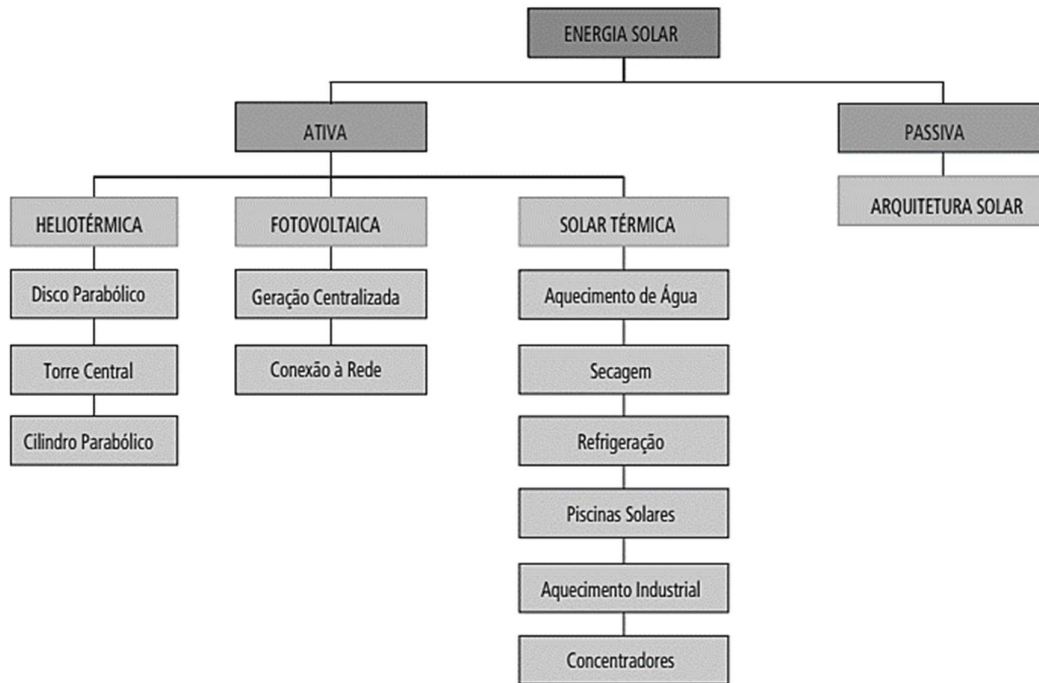 ENERGIA SOLAR
ATIVA
PASSIVA
HELIOTÉRMICA
FOTOVOLTAICA
SOLAR TÉRMICA
ARQUITETURA SOLAR
Disco Parabólico
Geração Centralizada
Aquecimento de Água
Torre Central
Conexão à Rede
Secagem
Cilindro Parabólico
Refrigeração
Piscinas Solares
Aquecimento Industrial
Concentradores